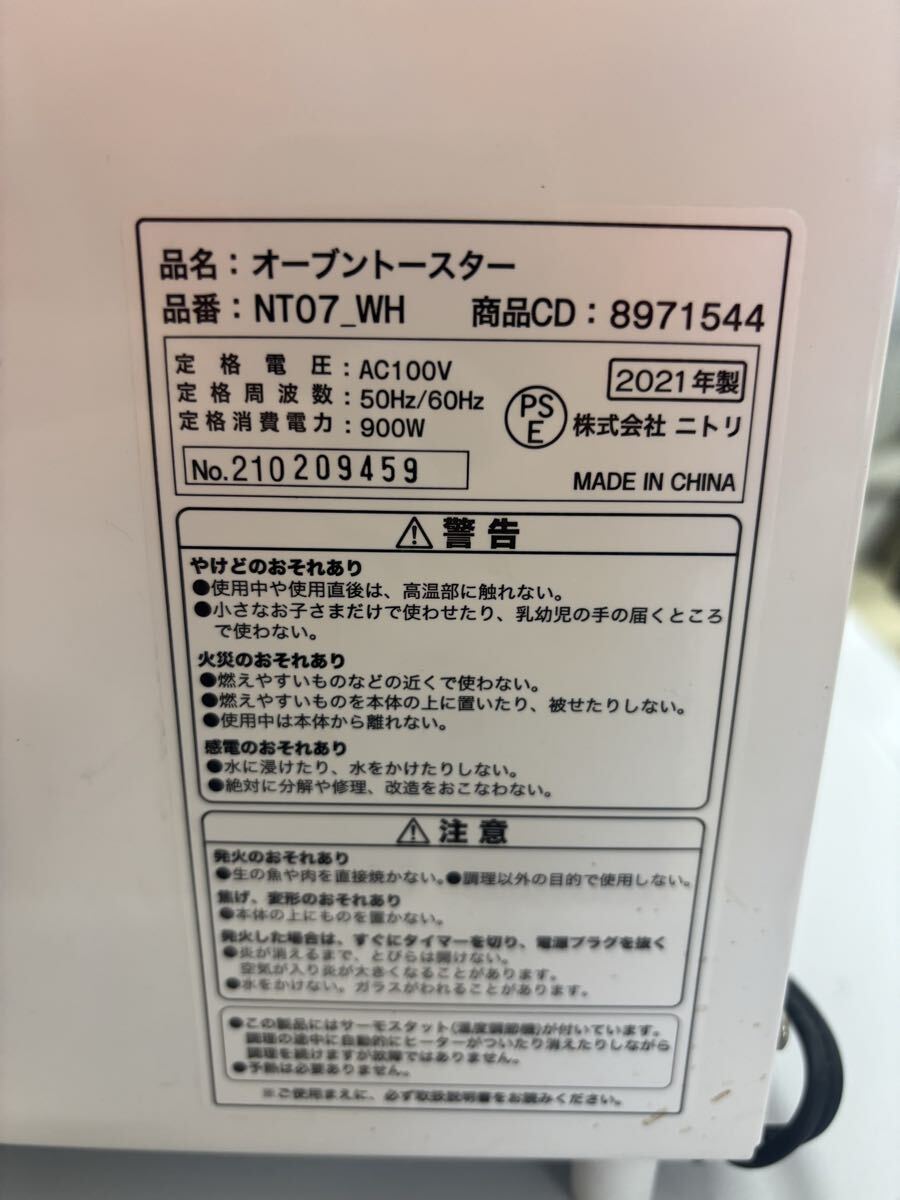 品名：オーブントースター
品番：NT07_WH 商品CD：8971544
定格電圧：AC100V
定格周波数：50Hz/60Hz
定格消費電力：900W
2021年製
PS
E
株式会社 ニトリ
No.210209459
MADE IN CHINA
⚠警告
やけどのおそれあり
●使用中や使用直後は、高温部に触れない。
●小さなお子さまだけで使わせたり、乳幼児の手の届くところ
で使わない。
火災のおそれあり
●燃えやすいものなどの近くで使わない。
●燃えやすいものを本体の上に置いたり、被せたりしない。
●使用中は本体から離れない。
感電のおそれあり
●水に浸けたり、水をかけたりしない。
●絶対に分解や修理、改造をおこなわない。
⚠注意
発火のおそれあり
●生の魚や肉を直接焼かない。●調理以外の目的で使用しない。
焦げ、変形のおそれあり
●本体の上にものを置かない。
発火した場合は、すぐにタイマーを切り、電源プラグを抜く
●炎が消えるまで、とびらは開けない。
空気が入り炎が大きくなることがあります。
●水をかけない。ガラスがわれることがあります。
●この製品にはサーモスタット(温度調節機)が付いています。
調理の途中に自動的にヒーターがついたり消えたりしながら
調理を続けますが故障ではありません。
●予熱は必要ありません。
※ご使用まえに、必ず取扱説明書をお読みください。